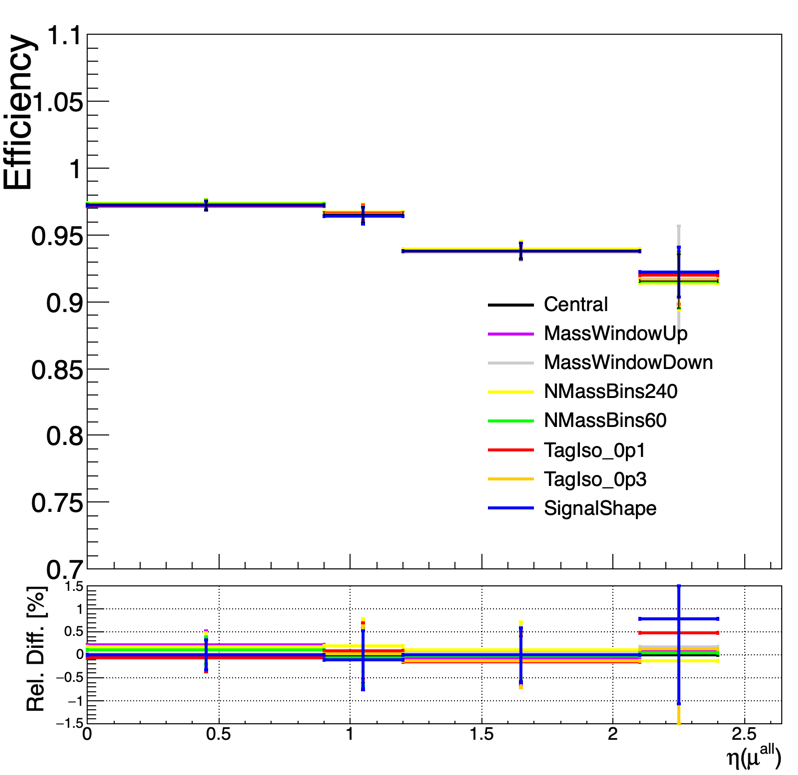 Efficiency
1.1
1.05
1
0.95
0.9
0.85
0.8
0.75
0.7
Central
MassWindowUp
MassWindowDown
NMassBins240
NMassBins60
TagIso_0p1
TagIso_0p3
SignalShape
Rel. Diff. [%]
1.5
1
0.5
0
−0.5
−1
−1.5
0 0.5 1 1.5 2 2.5
η(μ^all)